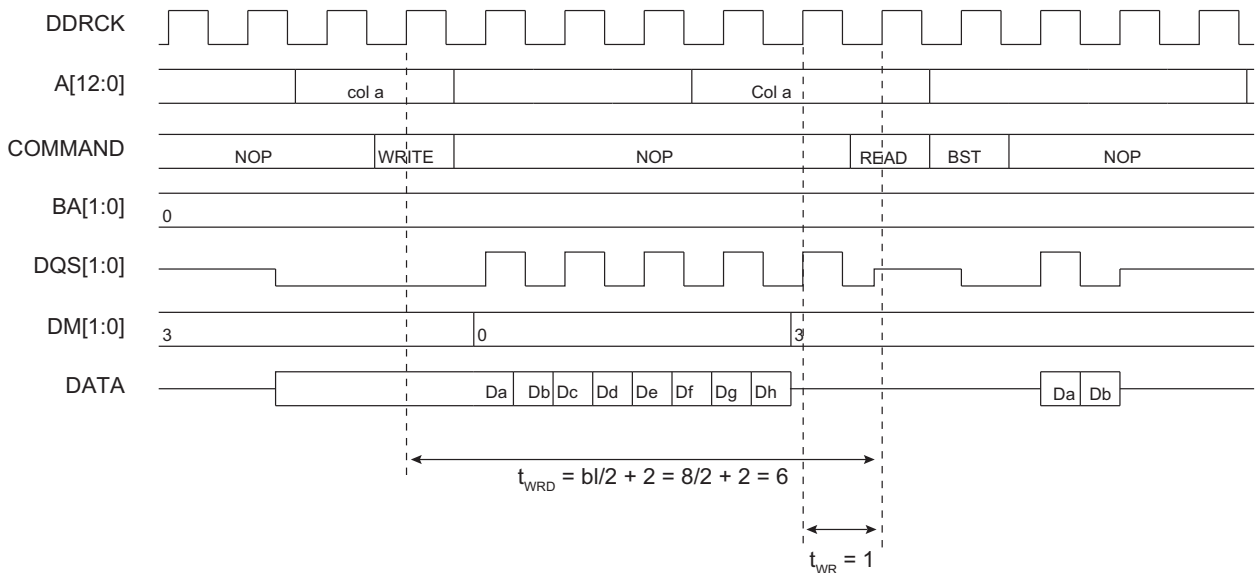 DDRCK
A[12:0] col a Col a
COMMAND NOP WRITE NOP READ BST NOP
BA[1:0] 0
DQS[1:0]
DM[1:0] 3 0 3
DATA Da Db Dc Dd De Df Dg Dh Da Db
tWRD = bl/2 + 2 = 8/2 + 2 = 6
tWR = 1